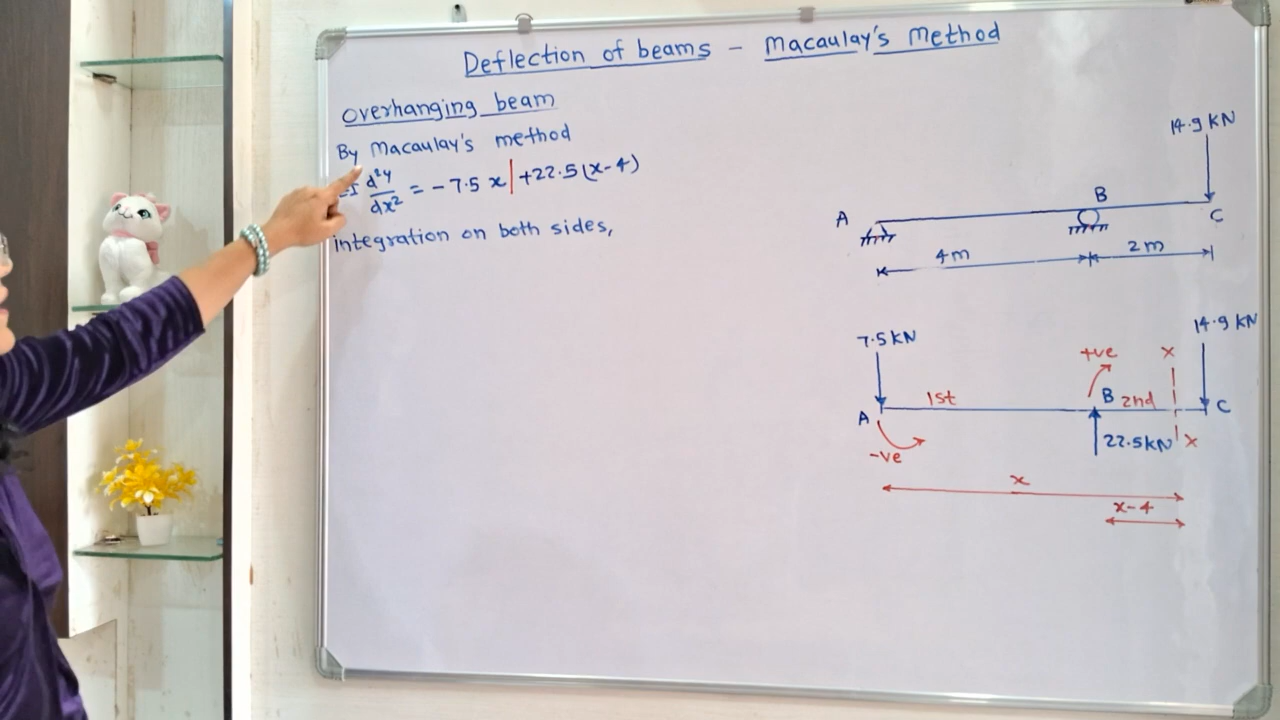 Deflection of beams - Macaulay's Method
Overhanging beam
By Macaulay's method
d²y/dx² = -7.5 x | +22.5 (x-4)
integration on both sides,
14.9 KN
A
B
C
4m
2m
7.5 KN
14.9 KN
+ve
x
1st
B
2nd
A
C
-ve
22.5 KN
x
x
x-4